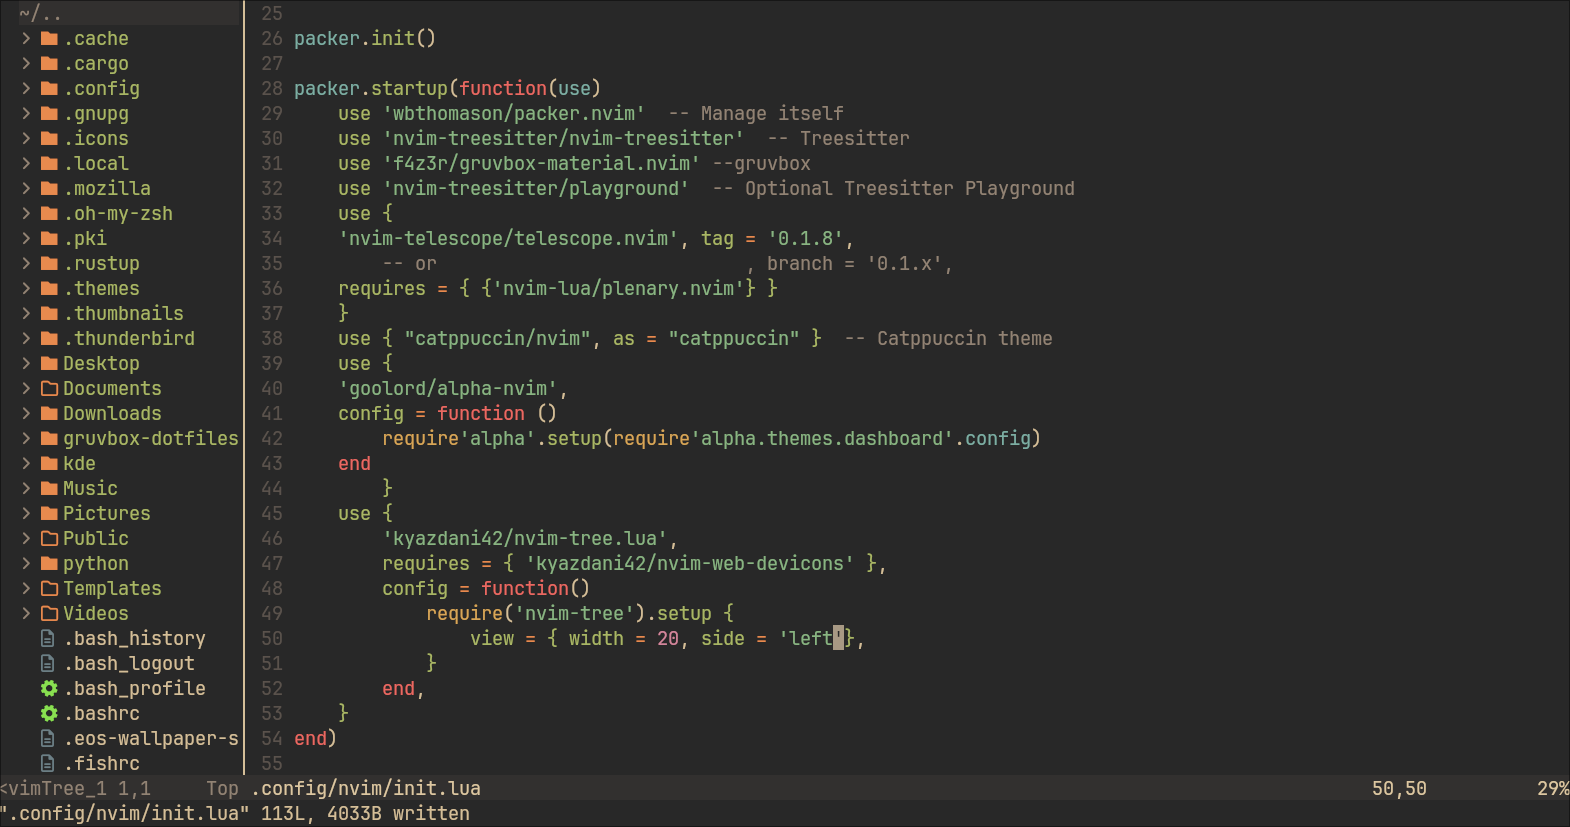 ~/..
.cache
.cargo
.config
.gnupg
.icons
.local
.mozilla
.oh-my-zsh
.pki
.rustup
.themes
.thumbnails
.thunderbird
Desktop
Documents
Downloads
gruvbox-dotfiles
kde
Music
Pictures
Public
python
Templates
Videos
.bash_history
.bash_logout
.bash_profile
.bashrc
.eos-wallpaper-s
.fishrc
25
26 packer.init()
27
28 packer.startup(function(use)
29     use 'wbthomason/packer.nvim'  -- Manage itself
30     use 'nvim-treesitter/nvim-treesitter'  -- Treesitter
31     use 'f4z3r/gruvbox-material.nvim' --gruvbox
32     use 'nvim-treesitter/playground'  -- Optional Treesitter Playground
33     use {
34     'nvim-telescope/telescope.nvim', tag = '0.1.8',
35         -- or                            , branch = '0.1.x',
36     requires = { {'nvim-lua/plenary.nvim'} }
37     }
38     use { "catppuccin/nvim", as = "catppuccin" }  -- Catppuccin theme
39     use {
40     'goolord/alpha-nvim',
41     config = function ()
42         require'alpha'.setup(require'alpha.themes.dashboard'.config)
43     end
44         }
45     use {
46         'kyazdani42/nvim-tree.lua',
47         requires = { 'kyazdani42/nvim-web-devicons' },
48         config = function()
49             require('nvim-tree').setup {
50                 view = { width = 20, side = 'left'},
51             }
52         end,
53     }
54 end)
55
<vimTree_1 1,1     Top .config/nvim/init.lua     50,50     29%
".config/nvim/init.lua" 113L, 4033B written